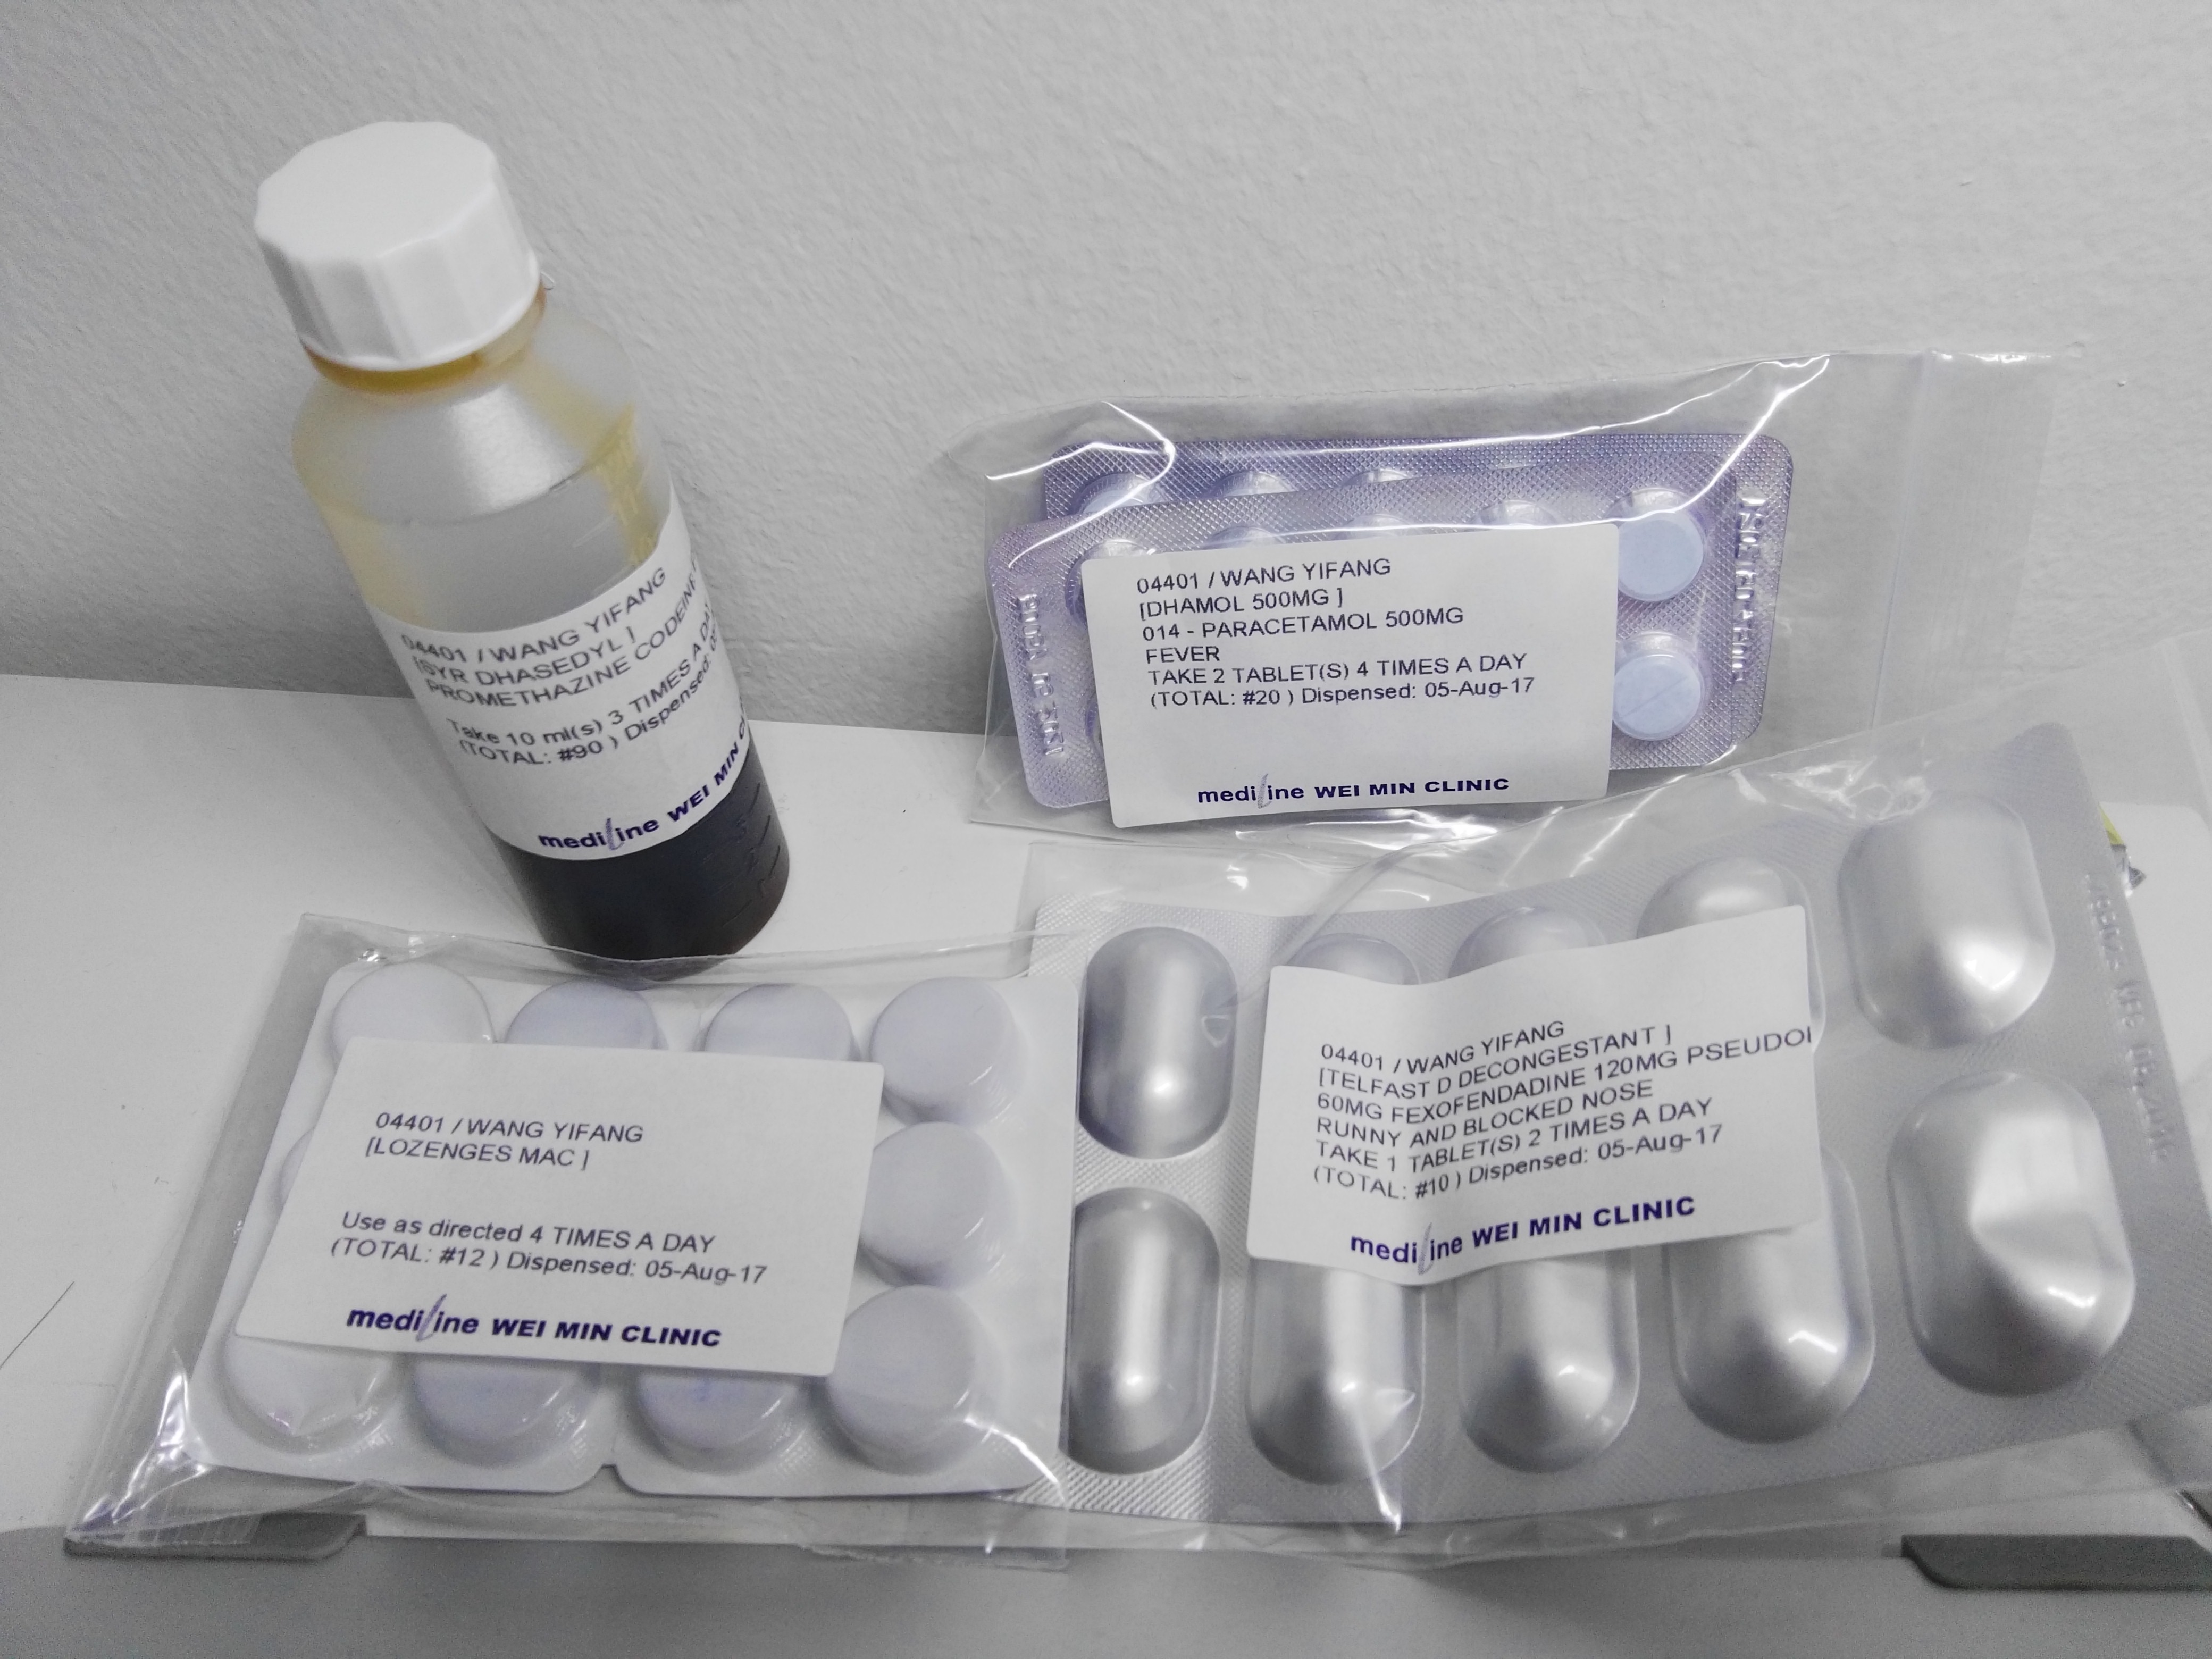 04401 / WANG YIFANG
[SYR DHASEDYL ]
PROMETHAZINE CODEINE
Take 10 ml(s) 3 TIMES A DAY
(TOTAL: #90 ) Dispensed:
mediline WEI MIN
04401 / WANG YIFANG
[DHAMOL 500MG ]
014 - PARACETAMOL 500MG
FEVER
TAKE 2 TABLET(S) 4 TIMES A DAY
(TOTAL: #20 ) Dispensed: 05-Aug-17
mediline WEI MIN CLINIC
04401 / WANG YIFANG
[LOZENGES MAC ]
Use as directed 4 TIMES A DAY
(TOTAL: #12 ) Dispensed: 05-Aug-17
mediline WEI MIN CLINIC
04401 / WANG YIFANG
[TELFAST D DECONGESTANT ]
60MG FEXOFENDADINE 120MG PSEUDOI
RUNNY AND BLOCKED NOSE
TAKE 1 TABLET(S) 2 TIMES A DAY
(TOTAL: #10 ) Dispensed: 05-Aug-17
mediline WEI MIN CLINIC